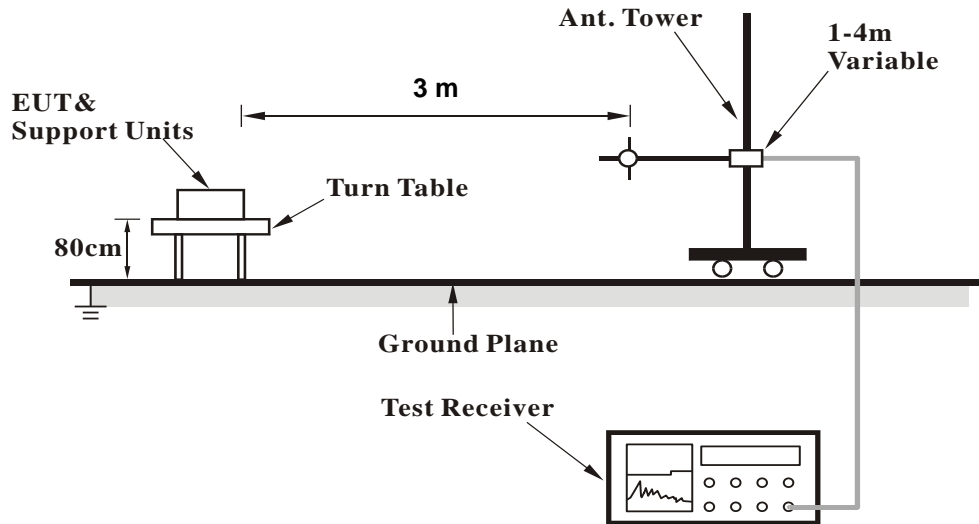 Ant. Tower
1-4m
Variable
3 m
EUT&
Support Units
Turn Table
80cm
Ground Plane
Test Receiver